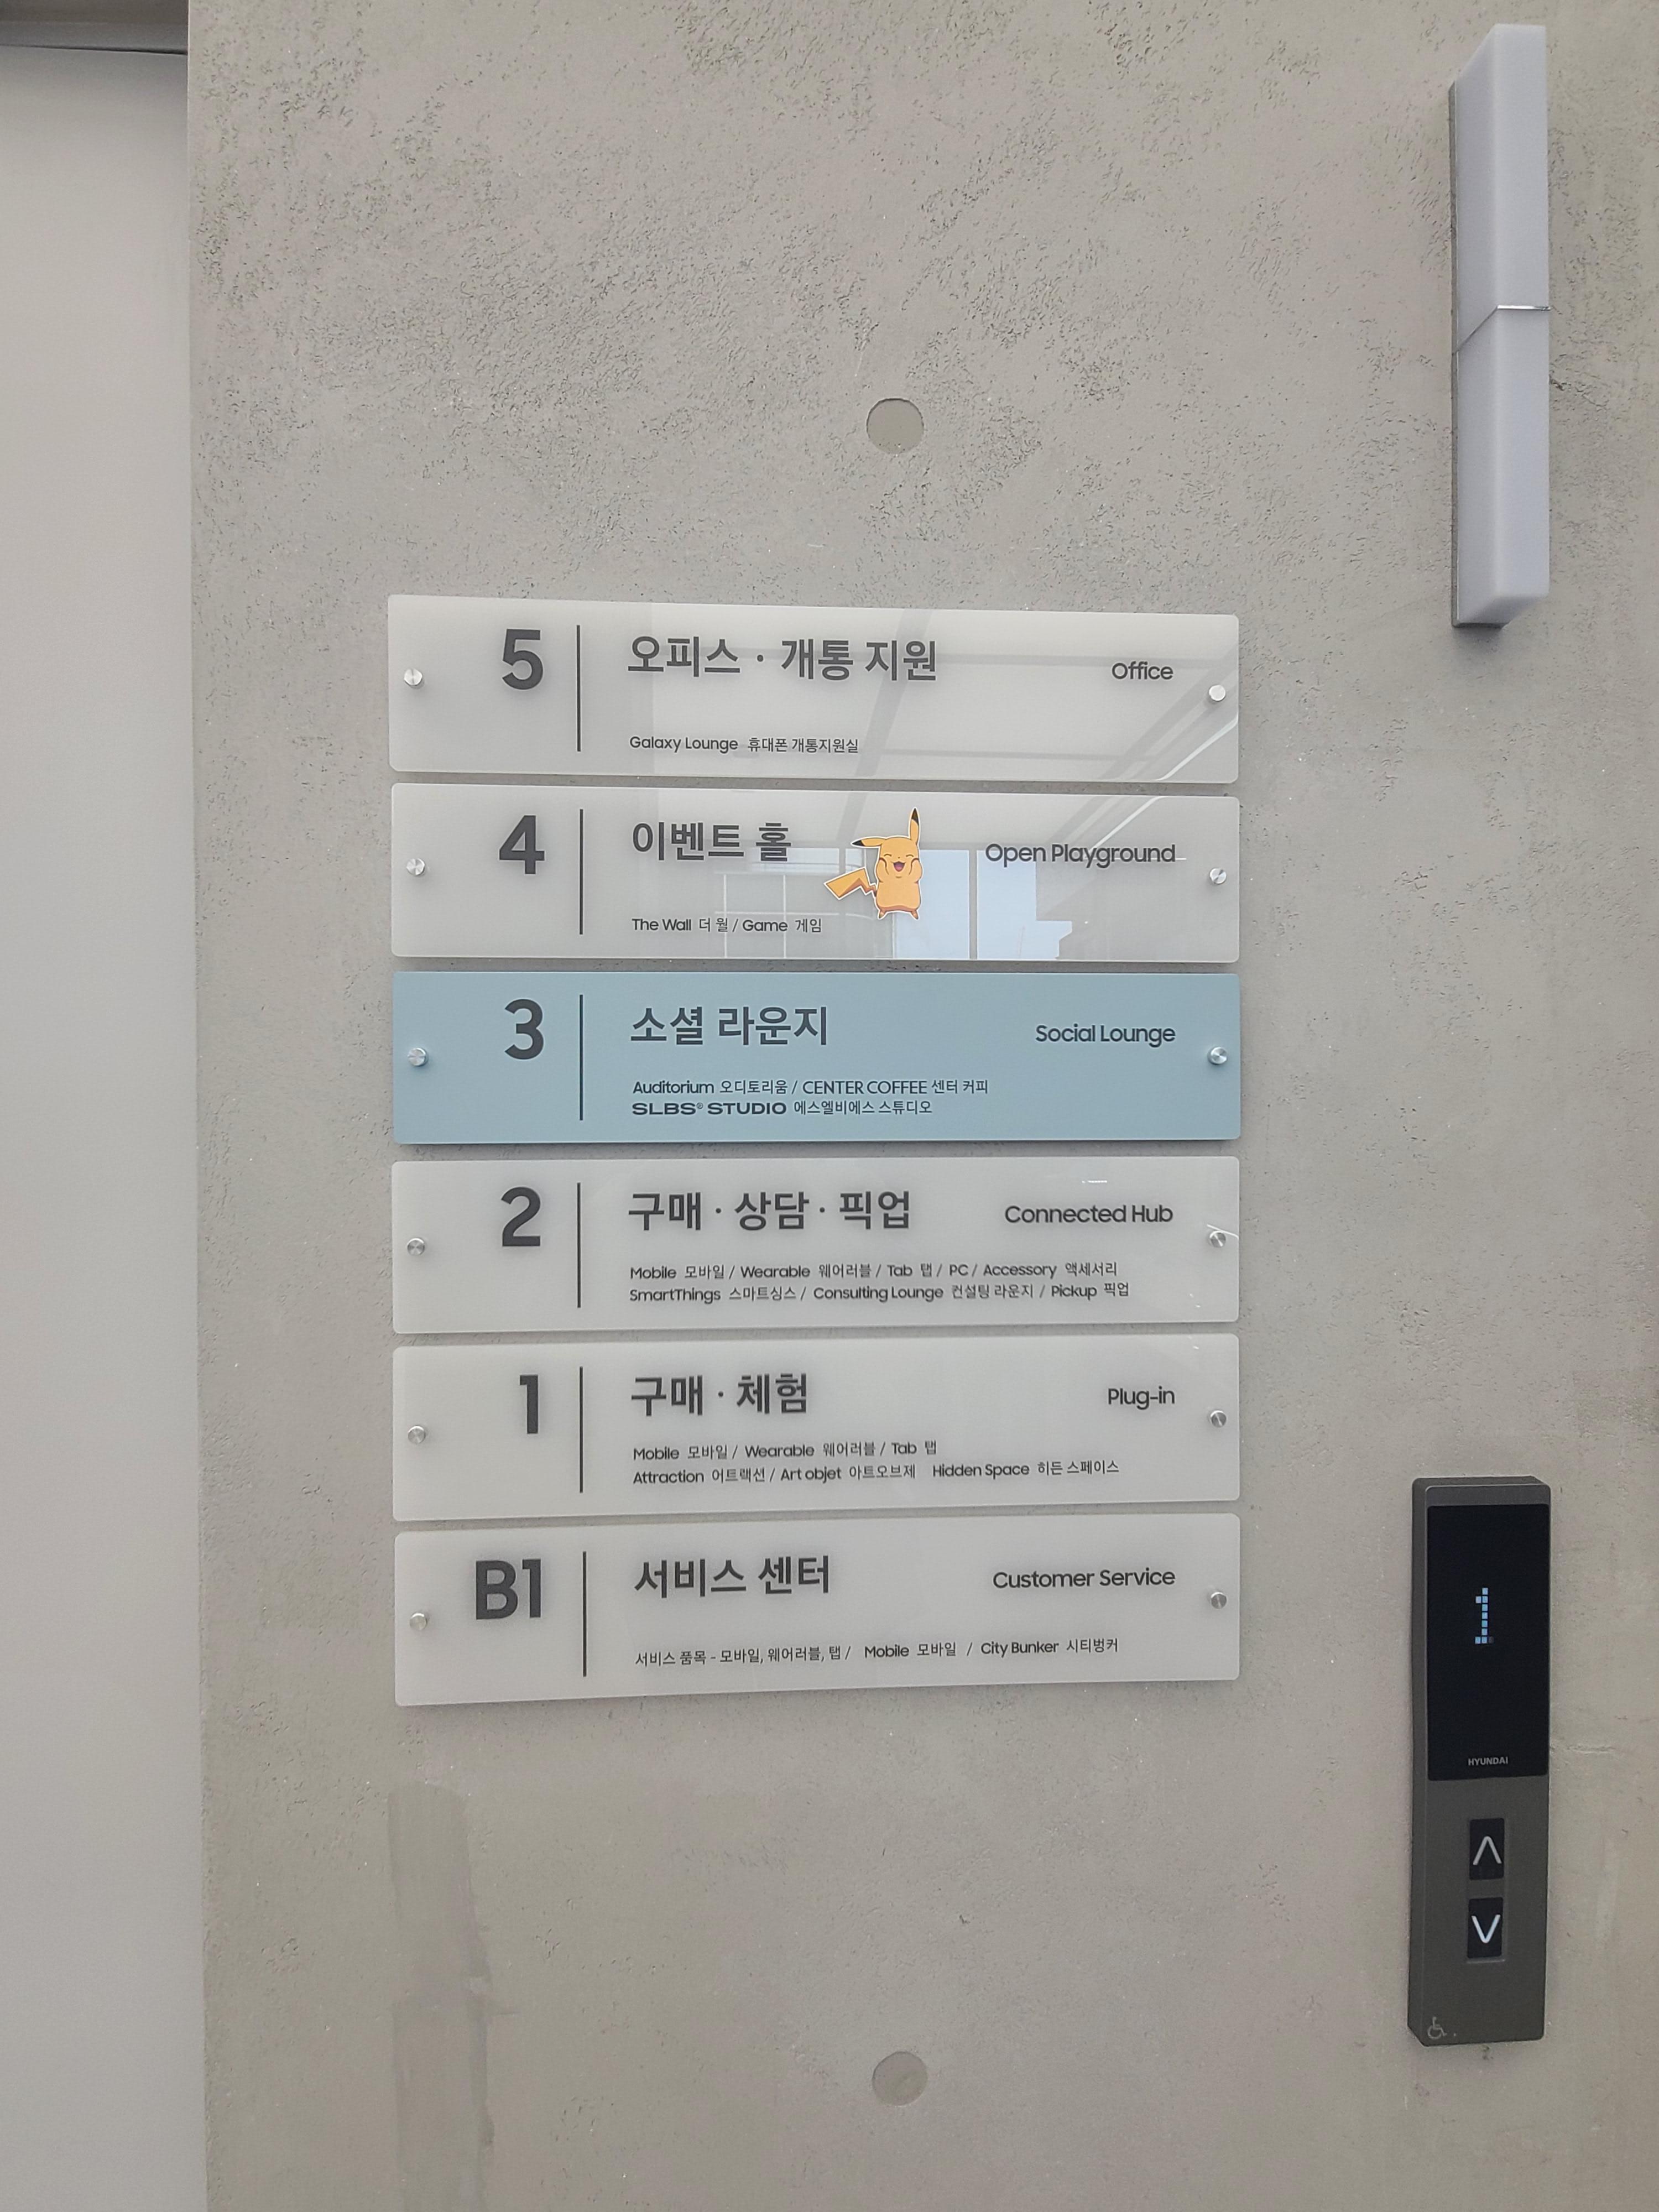 5 오피스 · 개통 지원 Office
Galaxy Lounge 휴대폰 개통지원실
4 이벤트 홀 Open Playground
The Wall 더 월 / Game 게임
3 소셜 라운지 Social Lounge
Auditorium 오디토리움 / CENTER COFFEE 센터 커피
SLBS® STUDIO 에스엘비에스 스튜디오
2 구매 · 상담 · 픽업 Connected Hub
Mobile 모바일 / Wearable 웨어러블 / Tab 탭 / PC / Accessory 액세서리
SmartThings 스마트싱스 / Consulting Lounge 컨설팅 라운지 / Pickup 픽업
1 구매 · 체험 Plug-in
Mobile 모바일 / Wearable 웨어러블 / Tab 탭
Attraction 어트랙션 / Art objet 아트오브제 Hidden Space 히든 스페이스
B1 서비스 센터 Customer Service
서비스 품목 - 모바일, 웨어러블, 탭 / Mobile 모바일 / City Bunker 시티벙커
1
HYUNDAI